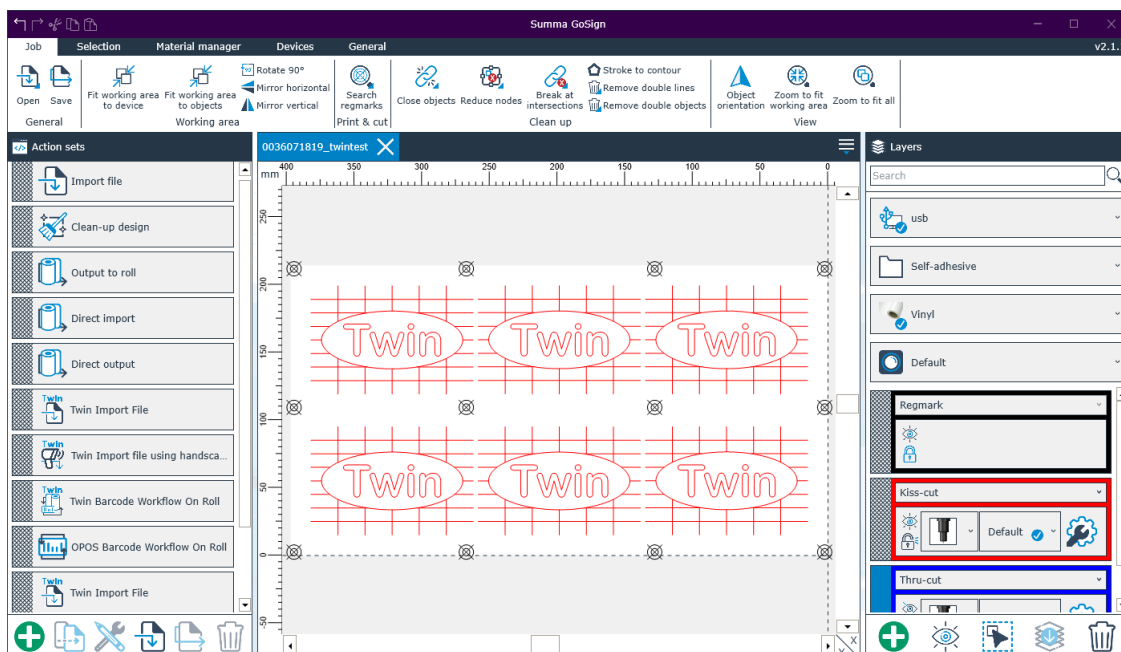 Summa GoSign
Job Selection Material manager Devices General v2.1.
Open Save
General
Fit working area to device
Fit working area to objects
Rotate 90°
Mirror horizontal
Mirror vertical
Working area
Search regmarks
Print & cut
Close objects
Reduce nodes
Break at intersections
Stroke to contour
Remove double lines
Remove double objects
Clean up
Object orientation
Zoom to fit working area
Zoom to fit all
View
Action sets
Import file
Clean-up design
Output to roll
Direct import
Direct output
Twin
Twin Import File
Twin
Twin Import file using handsca...
Twin
Twin Barcode Workflow On Roll
OPOS Barcode Workflow On Roll
Twin
Twin Import File
0036071819_twintest
mm 400 350 300 250 200 150 100 50 0
250
200
150
100
50
0
-50
Twin Twin Twin
Twin Twin Twin
X
Y
Layers
Search
usb
Self-adhesive
Vinyl
Default
Regmark
Kiss-cut
Default
Thru-cut